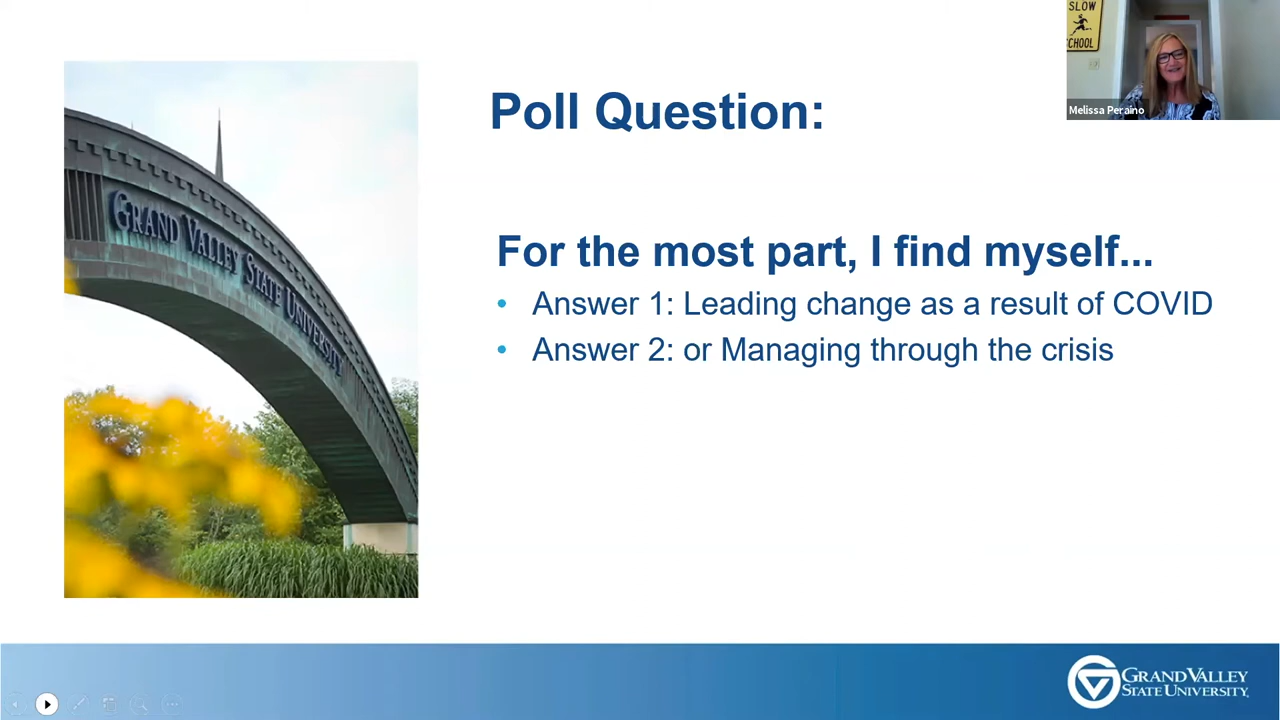 SLOW
SCHOOL
Melissa Peraino
Poll Question:
GRAND VALLEY STATE UNIVERSITY
For the most part, I find myself...
• Answer 1: Leading change as a result of COVID
• Answer 2: or Managing through the crisis
GRAND VALLEY
STATE UNIVERSITY